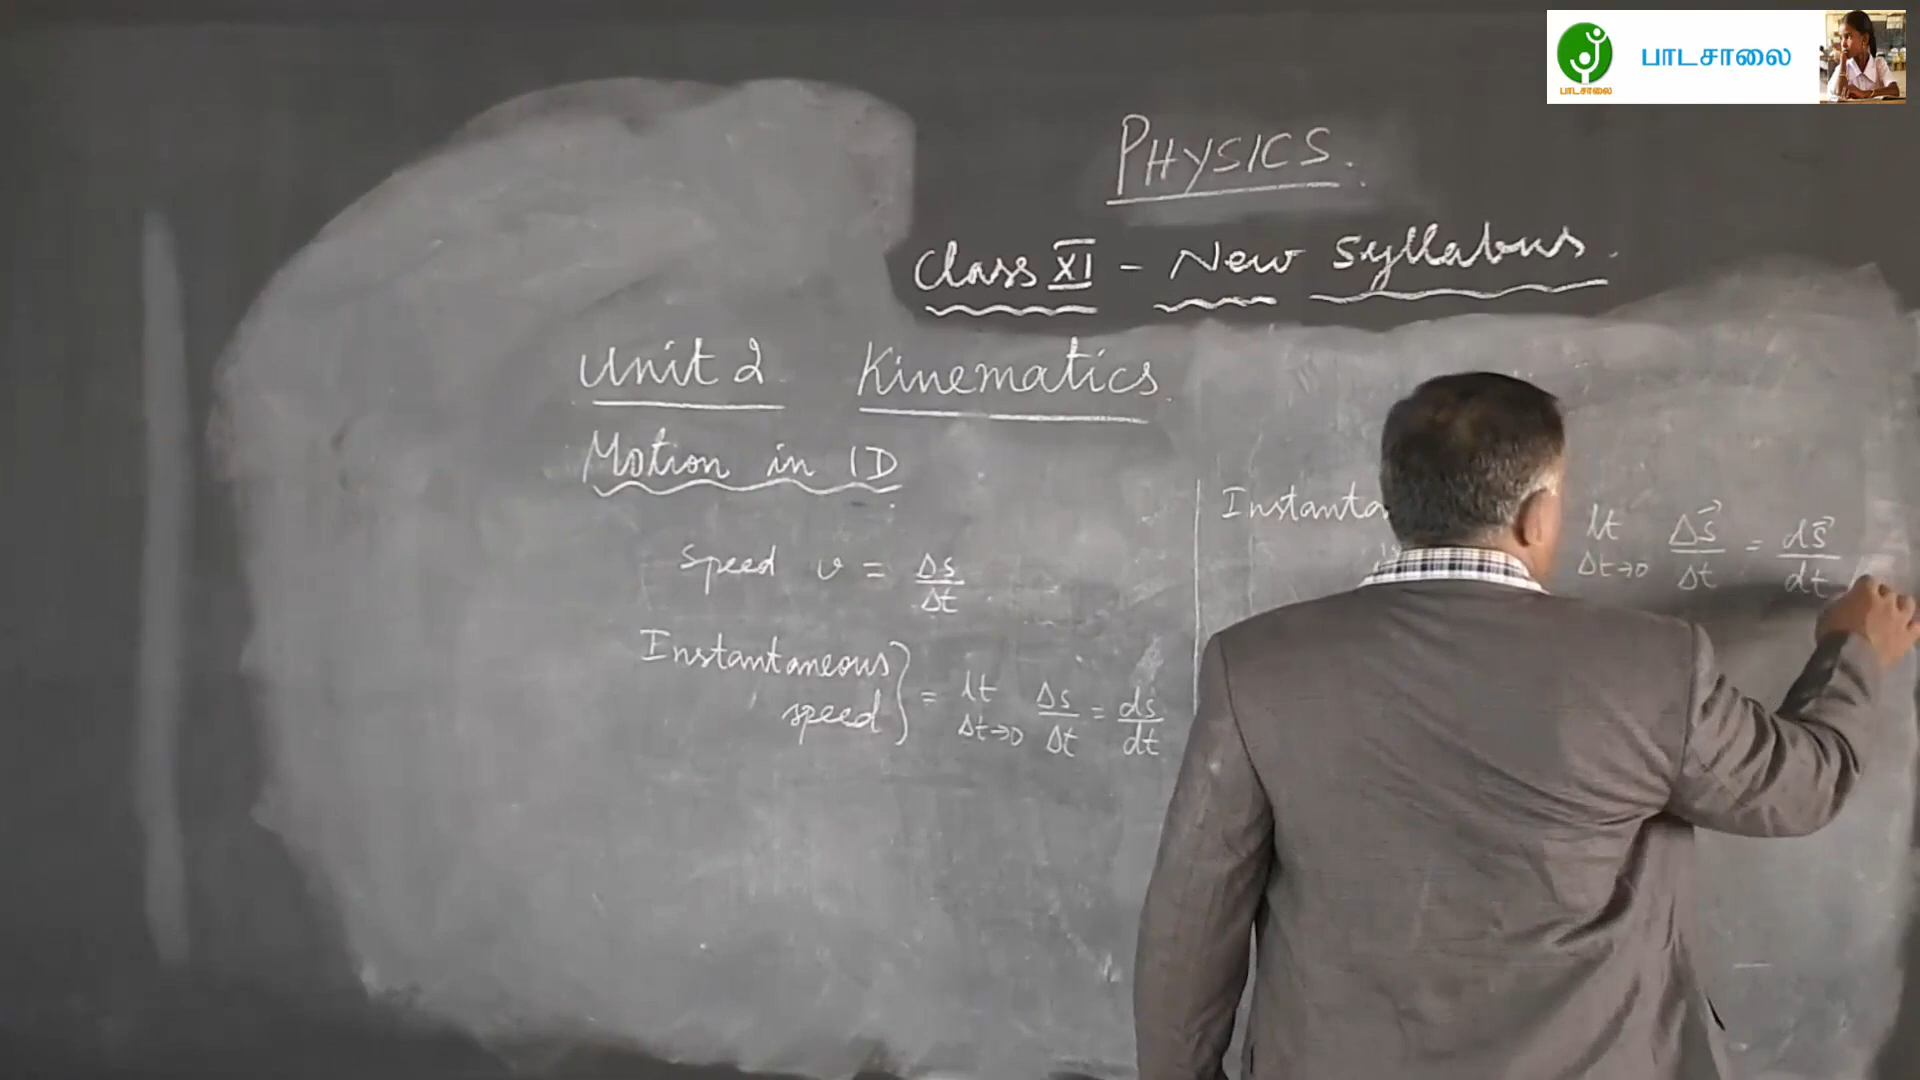 பாடசாலை
பாடசாலை
PHYSICS.
Class XI - New Syllabus.
Unit 2 Kinematics.
Motion in 1D
Speed v = Δs/Δt
Instantaneous
speed } = lt Δt→0 Δs/Δt = ds/dt
lt Δt→0 Δs⃗/Δt = ds⃗/dt